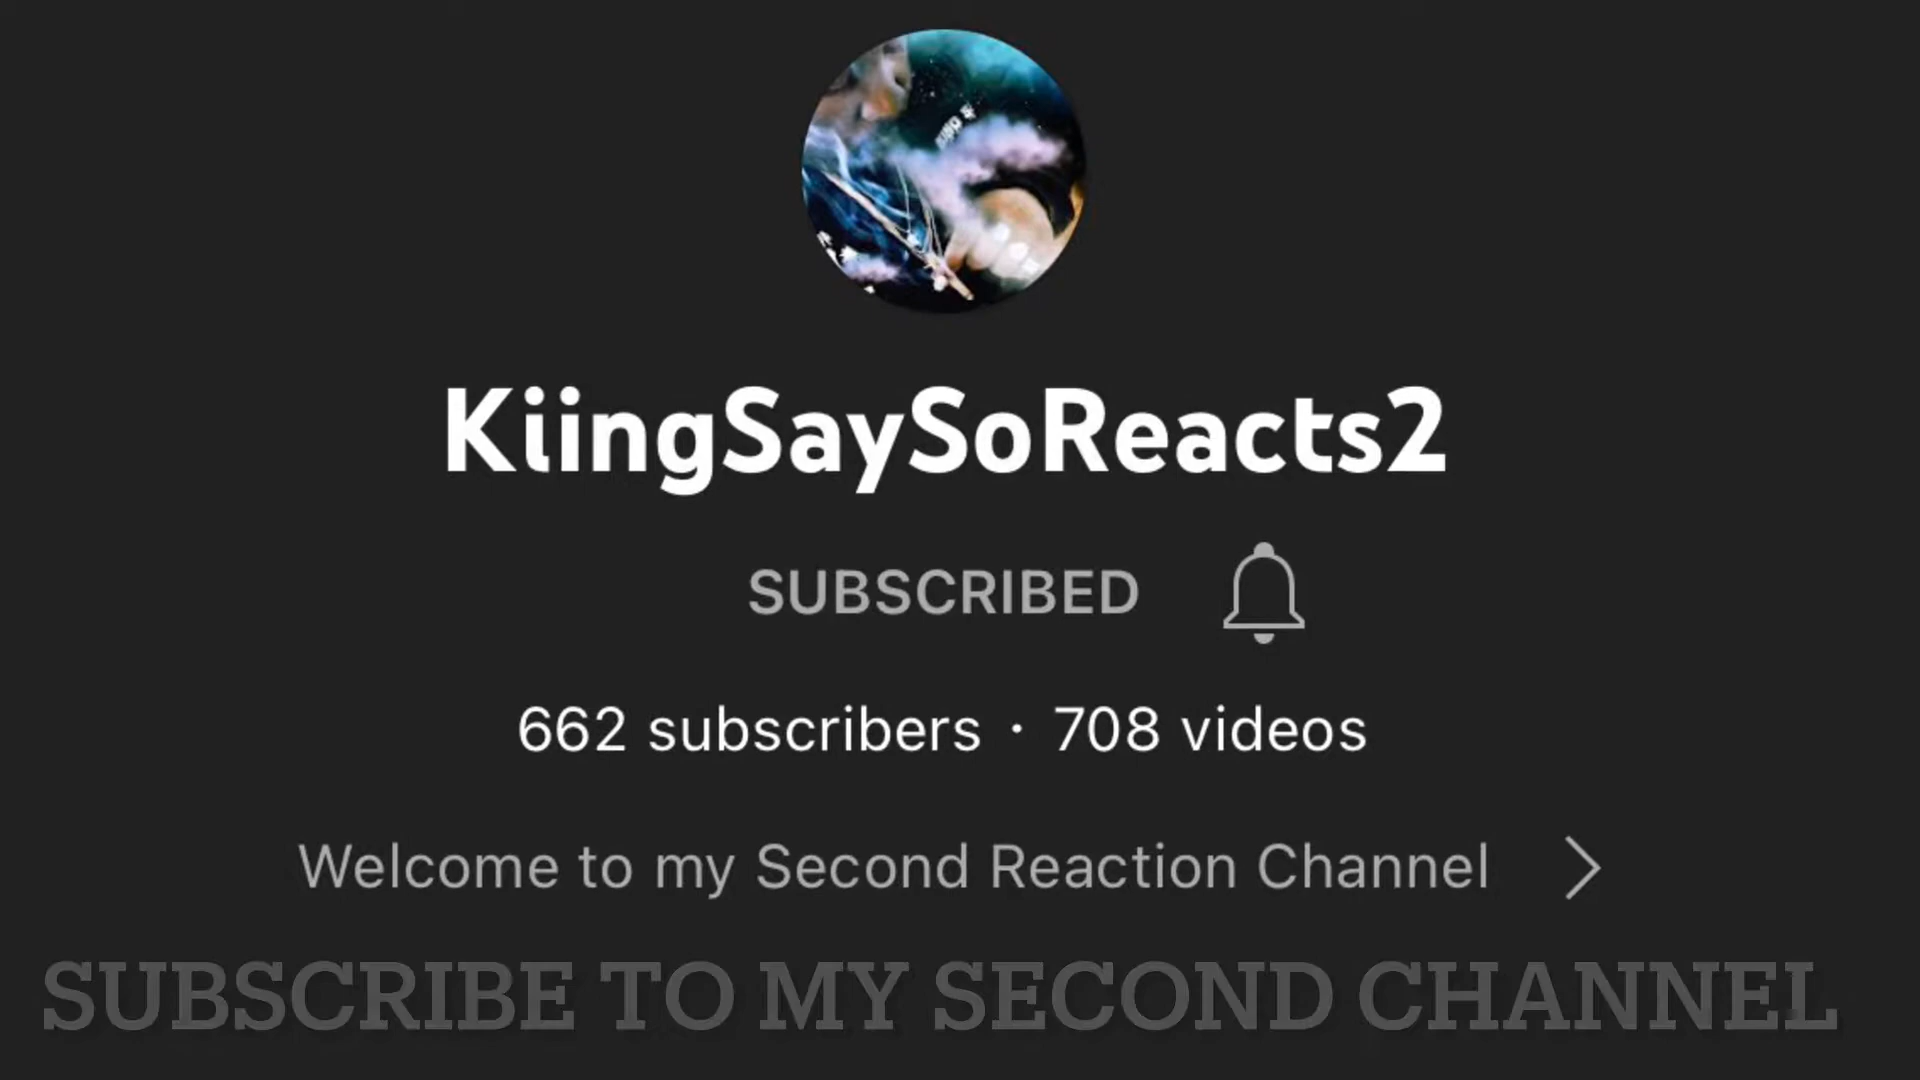 KiingSaySoReacts2
SUBSCRIBED
662 subscribers · 708 videos
Welcome to my Second Reaction Channel
SUBSCRIBE TO MY SECOND CHANNEL